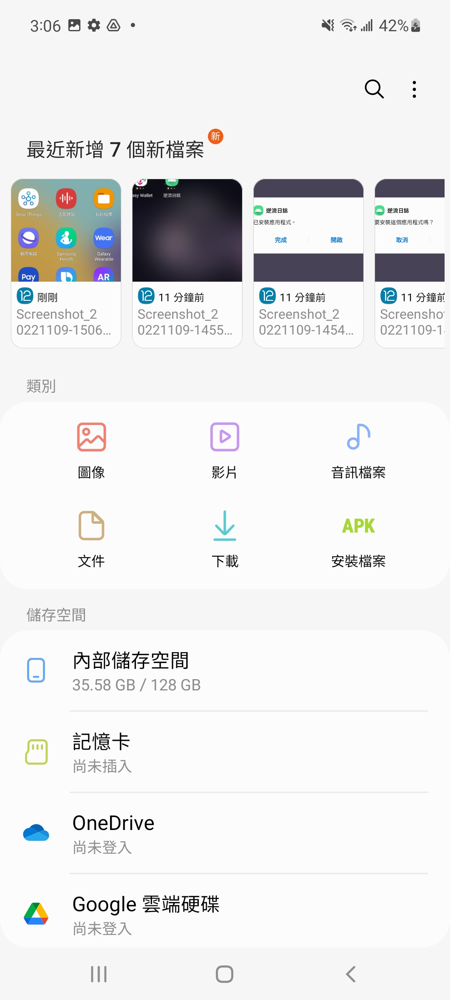 3:06
42%
最近新增 7 個新檔案
新
SmartThings
語音錄製
我的檔案
網際網路
Samsung
Health
Wear
Galaxy
Wearable
Pay
AR
12 剛剛
Screenshot_2
0221109-1506...
asy Wallet
逆流日誌
12 11 分鐘前
Screenshot_2
0221109-1455...
逆流日誌
已安裝應用程式。
完成
開啟
12 11 分鐘前
Screenshot_2
0221109-1454...
逆流日誌
要安裝這個應用程式嗎？
取消
12 11 分鐘前
Screensho
0221109-1
類別
圖像
影片
音訊檔案
文件
下載
APK
安裝檔案
儲存空間
內部儲存空間
35.58 GB / 128 GB
記憶卡
尚未插入
OneDrive
尚未登入
Google 雲端硬碟
尚未登入